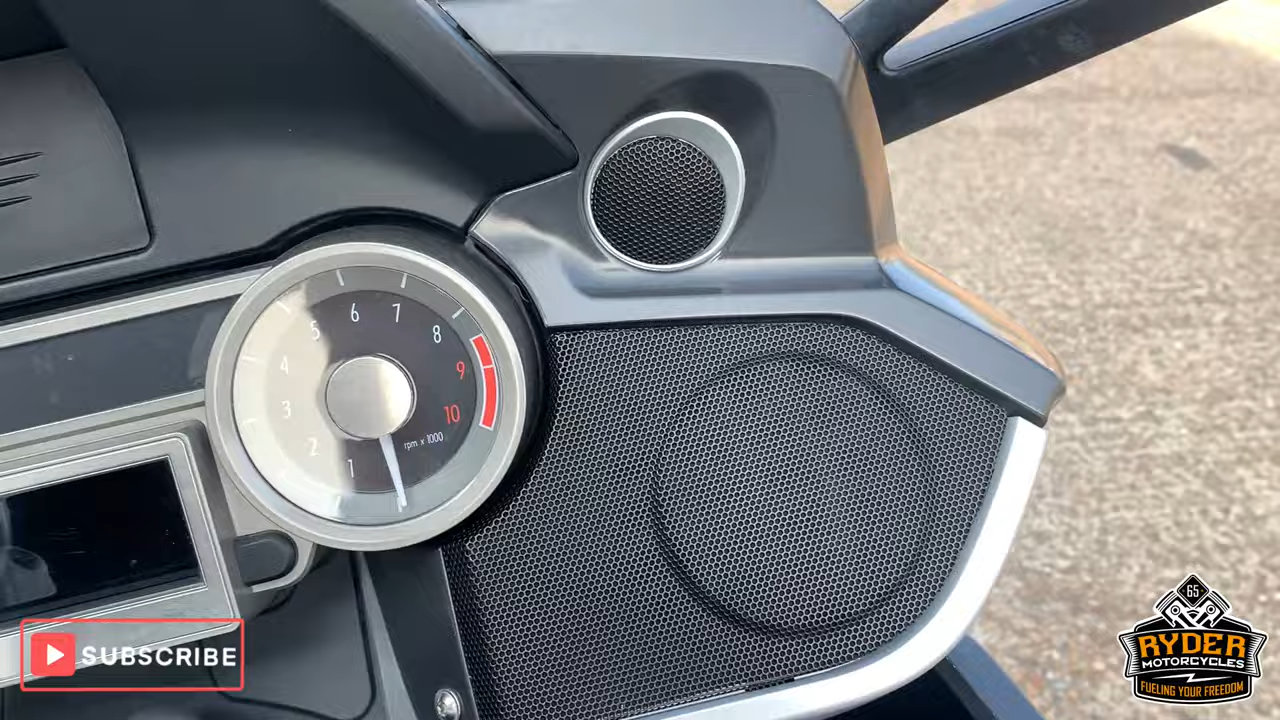 5 6 7 8
4 9
3 10
2 rpm x 1000
1
SUBSCRIBE
65
RYDER
MOTORCYCLES
FUELING YOUR FREEDOM